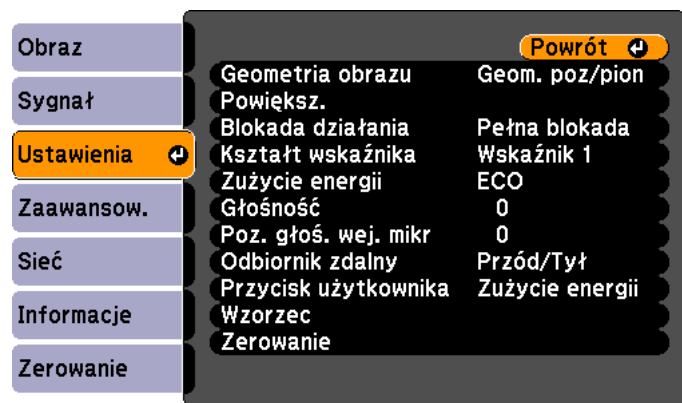 Obraz
Sygnał
Ustawienia
Zaawansow.
Sieć
Informacje
Zerowanie
Powrót
Geometria obrazu Geom. poz/pion
Powiększ.
Blokada działania Pełna blokada
Kształt wskaźnika Wskaźnik 1
Zużycie energii ECO
Głośność 0
Poz. głoś. wej. mikr 0
Odbiornik zdalny Przód/Tył
Przycisk użytkownika Zużycie energii
Wzorzec
Zerowanie